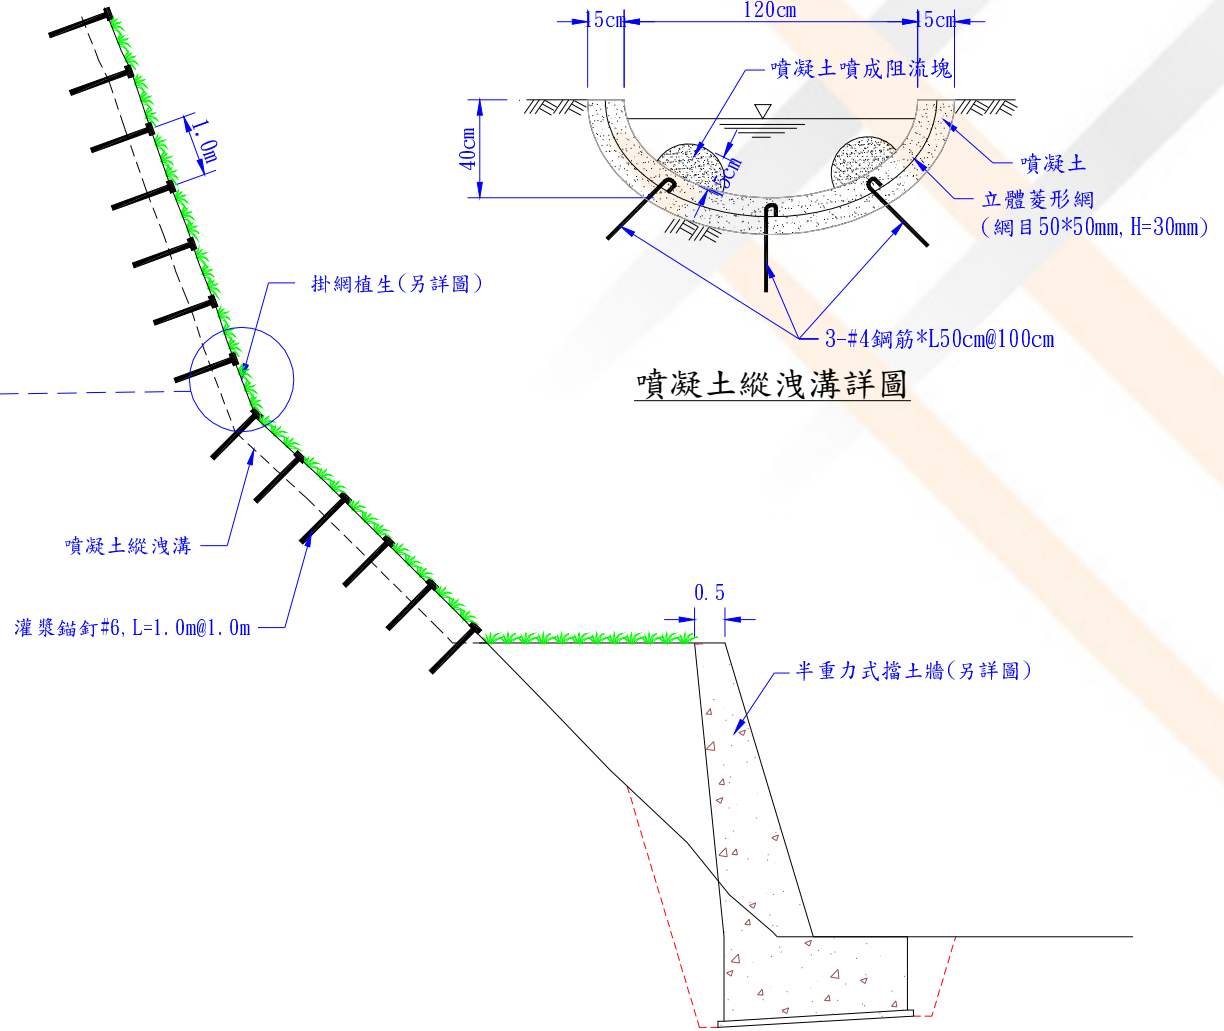 15cm
120cm
15cm
噴凝土噴成阻流塊
40cm
15cm
噴凝土
立體菱形網
(網目50*50mm, H=30mm)
3-#4鋼筋*L50cm@100cm
噴凝土縱洩溝詳圖
1.0m
掛網植生(另詳圖)
噴凝土縱洩溝
灌漿錨釘#6, L=1.0m@1.0m
0.5
半重力式擋土牆(另詳圖)